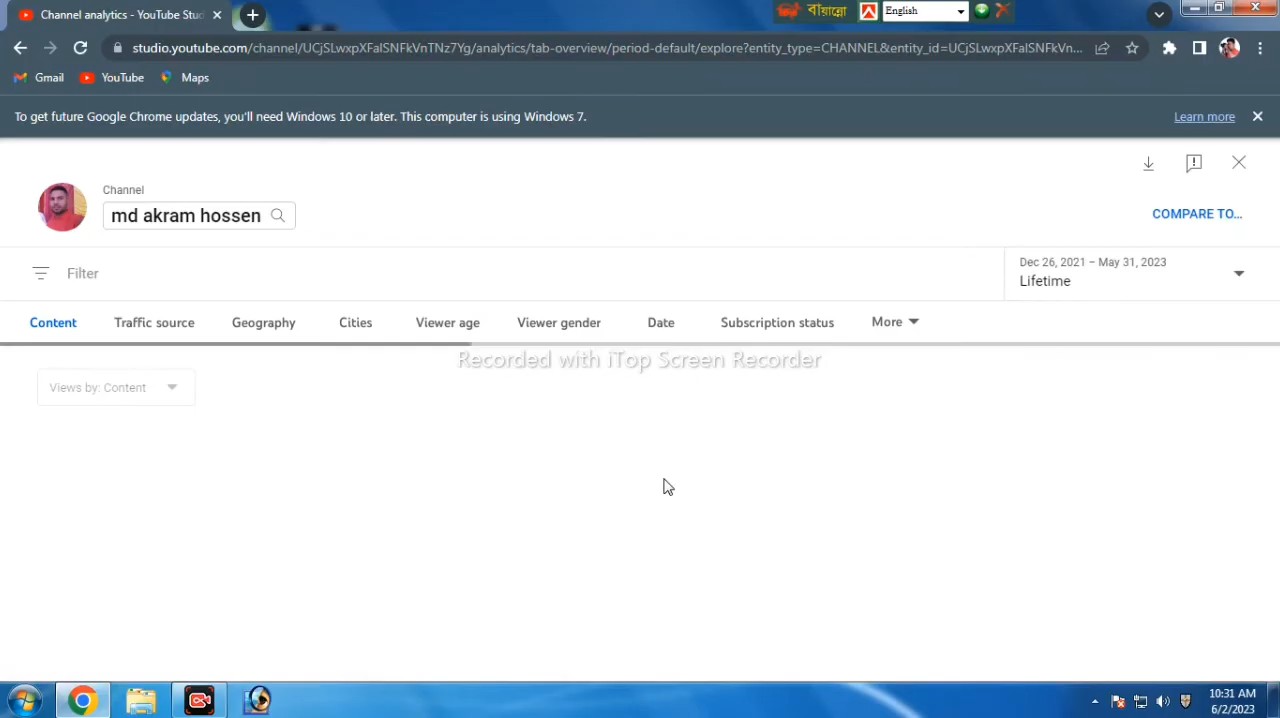 Channel analytics - YouTube Stud
বাঁয়ান্নো
English
studio.youtube.com/channel/UCjSLwxpXFalSNFkVnTNz7Yg/analytics/tab-overview/period-default/explore?entity_type=CHANNEL&entity_id=UCjSLwxpXFalSNFkVn...
Gmail
YouTube
Maps
To get future Google Chrome updates, you'll need Windows 10 or later. This computer is using Windows 7.
Learn more
Channel
md akram hossen
COMPARE TO...
Filter
Dec 26, 2021 – May 31, 2023
Lifetime
Content
Traffic source
Geography
Cities
Viewer age
Viewer gender
Date
Subscription status
More
Recorded with iTop Screen Recorder
Views by: Content
10:31 AM
6/2/2023